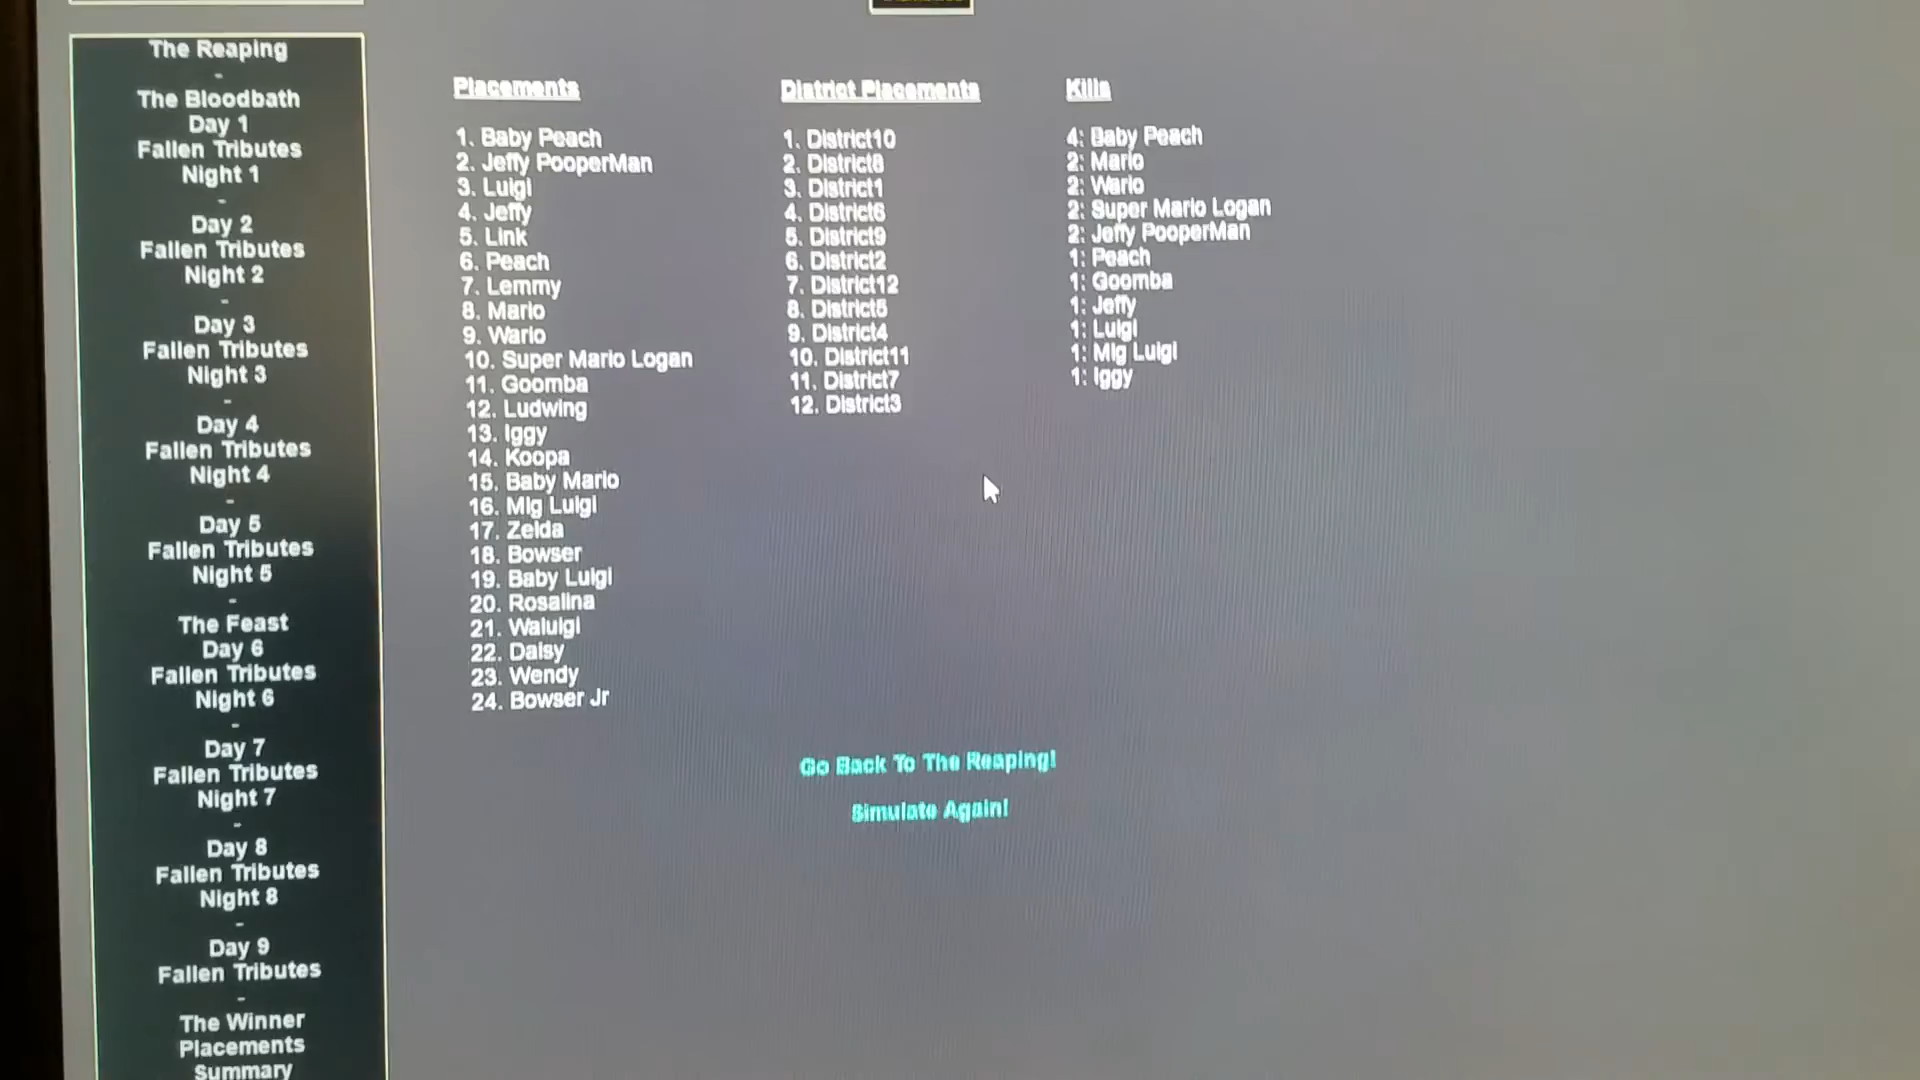 The Reaping
-
The Bloodbath
Day 1
Fallen Tributes
Night 1
-
Day 2
Fallen Tributes
Night 2
-
Day 3
Fallen Tributes
Night 3
-
Day 4
Fallen Tributes
Night 4
-
Day 5
Fallen Tributes
Night 5
-
The Feast
Day 6
Fallen Tributes
Night 6
-
Day 7
Fallen Tributes
Night 7
-
Day 8
Fallen Tributes
Night 8
-
Day 9
Fallen Tributes
-
The Winner
Placements
Summary
Placements
1. Baby Peach
2. Jeffy PooperMan
3. Luigi
4. Jeffy
5. Link
6. Peach
7. Lemmy
8. Mario
9. Wario
10. Super Mario Logan
11. Goomba
12. Ludwing
13. Iggy
14. Koopa
15. Baby Mario
16. Mlg Luigi
17. Zelda
18. Bowser
19. Baby Luigi
20. Rosalina
21. Waluigi
22. Daisy
23. Wendy
24. Bowser Jr
District Placements
1. District10
2. District8
3. District1
4. District6
5. District9
6. District2
7. District12
8. District5
9. District4
10. District11
11. District7
12. District3
Kills
4: Baby Peach
2: Mario
2: Wario
2: Super Mario Logan
2: Jeffy PooperMan
1: Peach
1: Goomba
1: Jeffy
1: Luigi
1: Mlg Luigi
1: Iggy
Go Back To The Reaping!
Simulate Again!